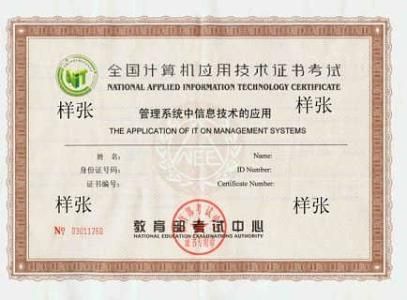 全国计算机应用技术证书考试
NATIONAL APPLIED INFORMATION TECHNOLOGY CERTIFICATE
样张 样张
管理系统中信息技术的应用
THE APPLICATION OF IT ON MANAGEMENT SYSTEMS
NEEA
姓 名: Name:
身份证号码: ID Number:
证书编号: Certificate Number:
样张 样张
教育部考试中心
NATIONAL EDUCATION EXAMINATIONS AUTHORITY
№ 03011760